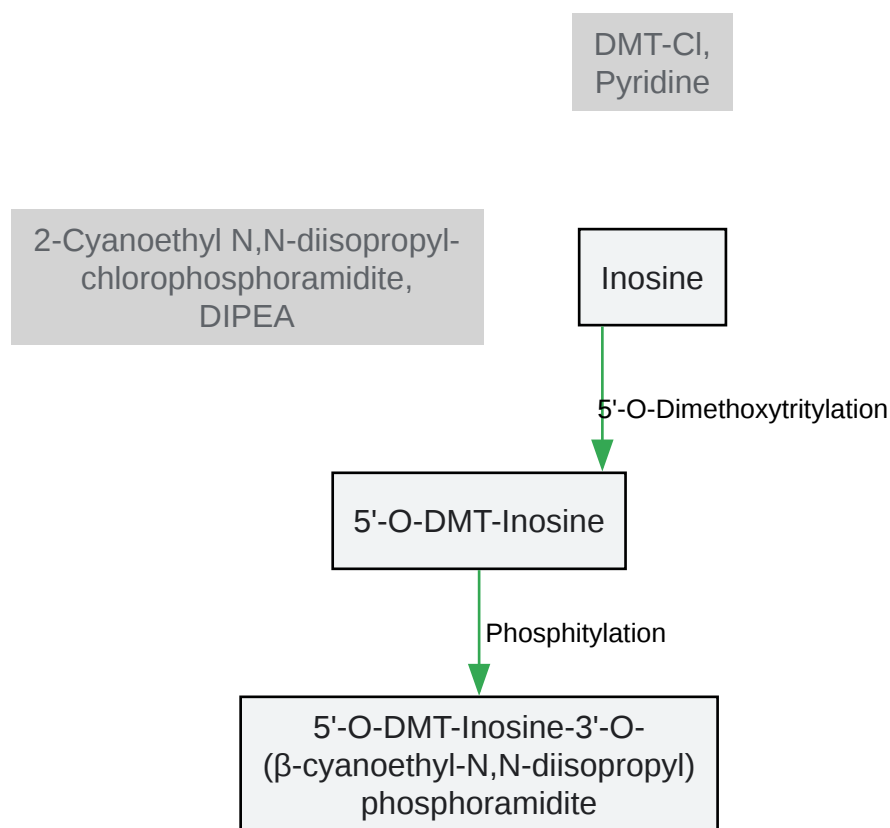 DMT-Cl,
Pyridine
2-Cyanoethyl N,N-diisopropyl-
chlorophosphoramidite,
DIPEA
Inosine
5'-O-Dimethoxytritylation
5'-O-DMT-Inosine
Phosphitylation
5'-O-DMT-Inosine-3'-O-
(β-cyanoethyl-N,N-diisopropyl)
phosphoramidite